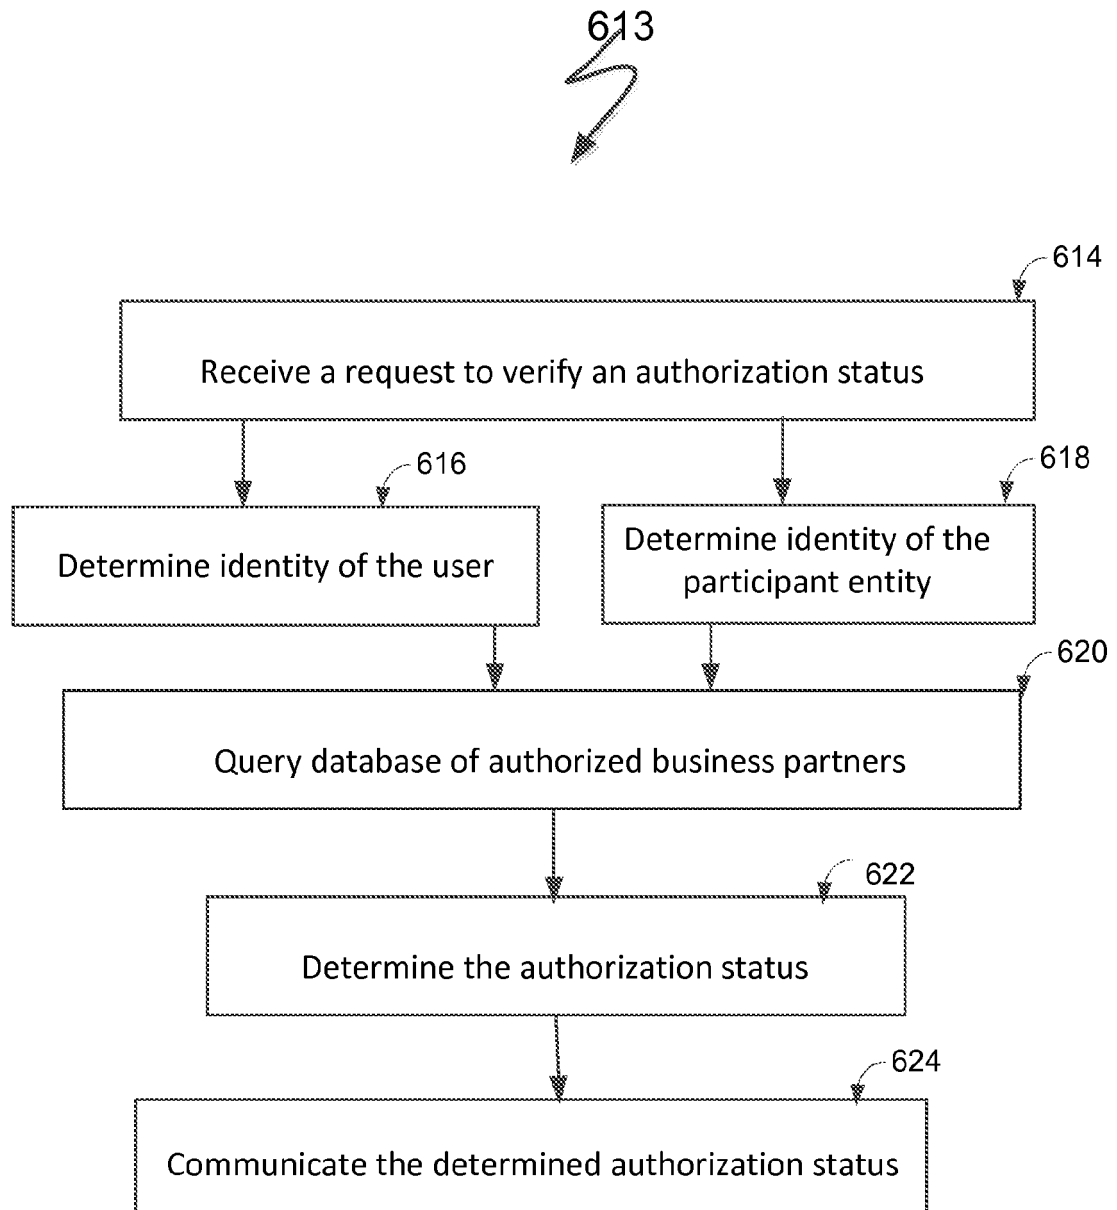 613
614
Receive a request to verify an authorization status
616
618
Determine identity of the user
Determine identity of the
participant entity
620
Query database of authorized business partners
622
Determine the authorization status
624
Communicate the determined authorization status